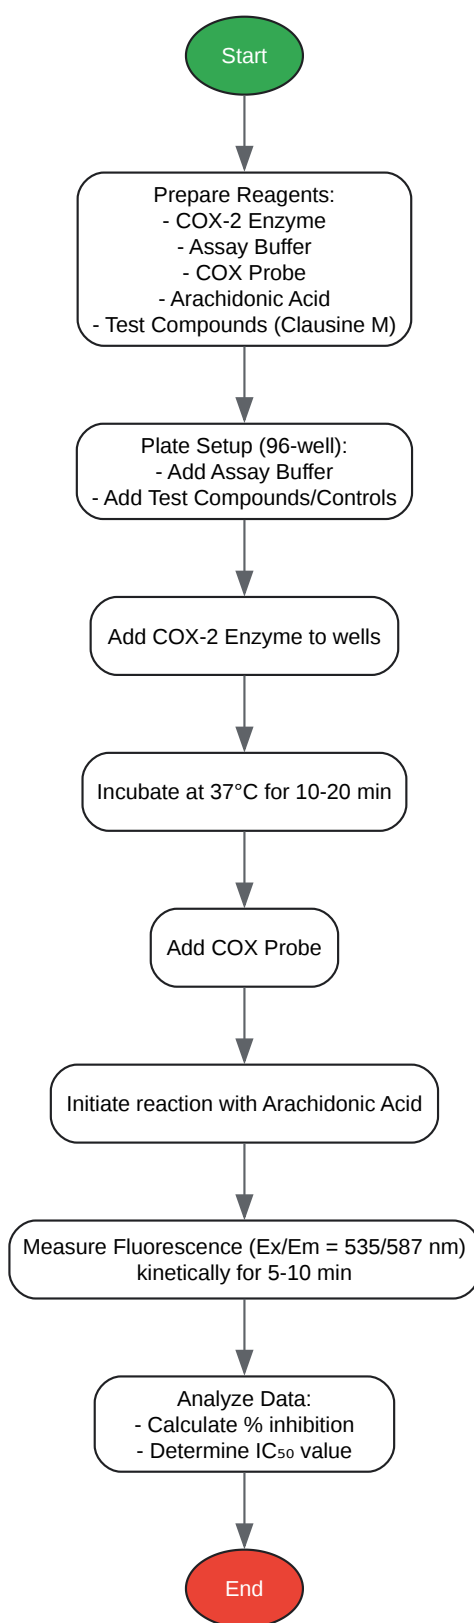 Start
Prepare Reagents:
- COX-2 Enzyme
- Assay Buffer
- COX Probe
- Arachidonic Acid
- Test Compounds (Clausine M)
Plate Setup (96-well):
- Add Assay Buffer
- Add Test Compounds/Controls
Add COX-2 Enzyme to wells
Incubate at 37°C for 10-20 min
Add COX Probe
Initiate reaction with Arachidonic Acid
Measure Fluorescence (Ex/Em = 535/587 nm)
kinetically for 5-10 min
Analyze Data:
- Calculate % inhibition
- Determine IC₅₀ value
End